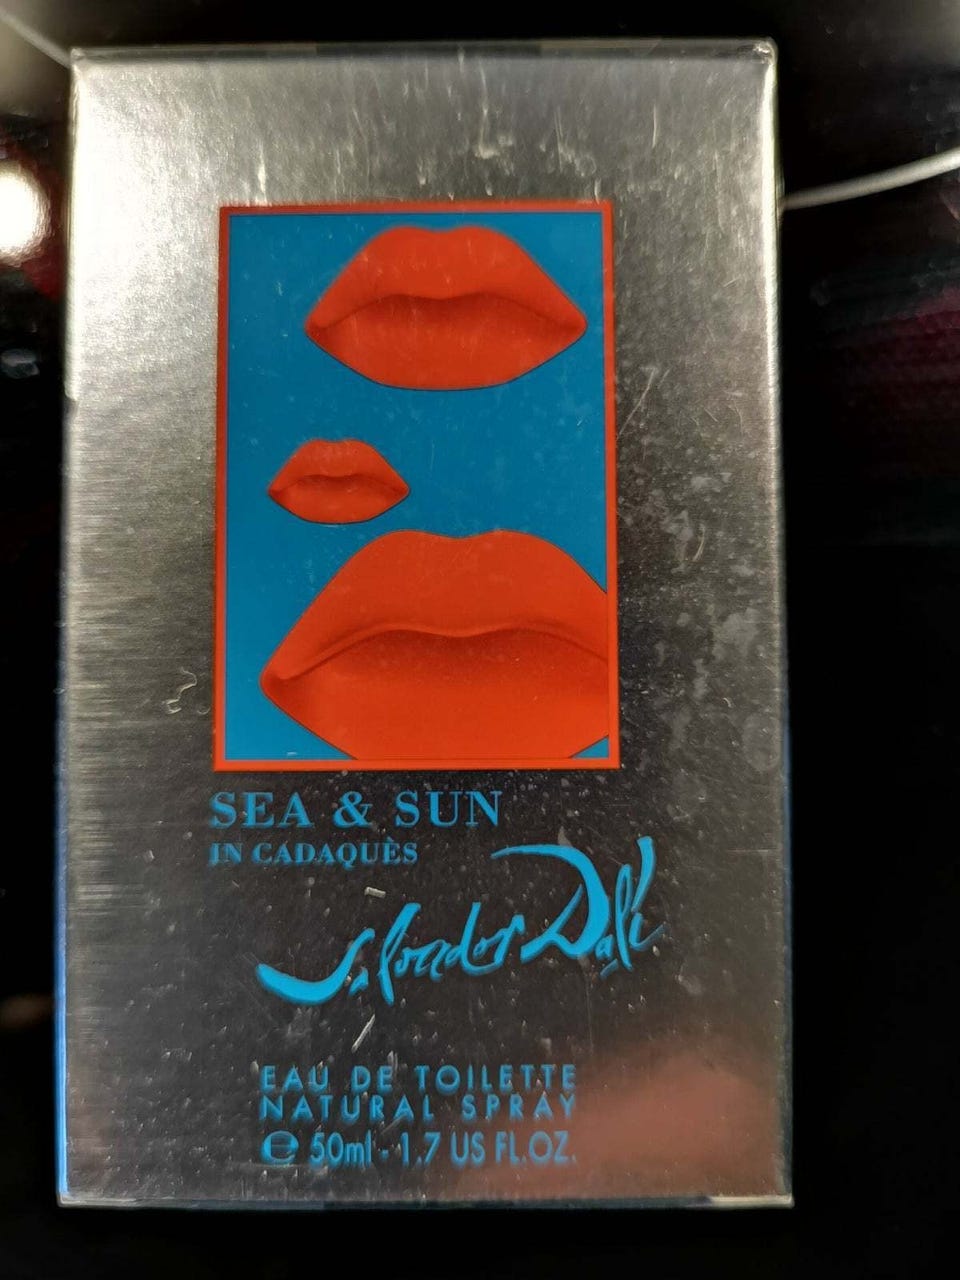 SEA & SUN
IN CADAQUÈS
Salvador Dalí
EAU DE TOILETTE
NATURAL SPRAY
℮ 50ml - 1.7 US FL.OZ.